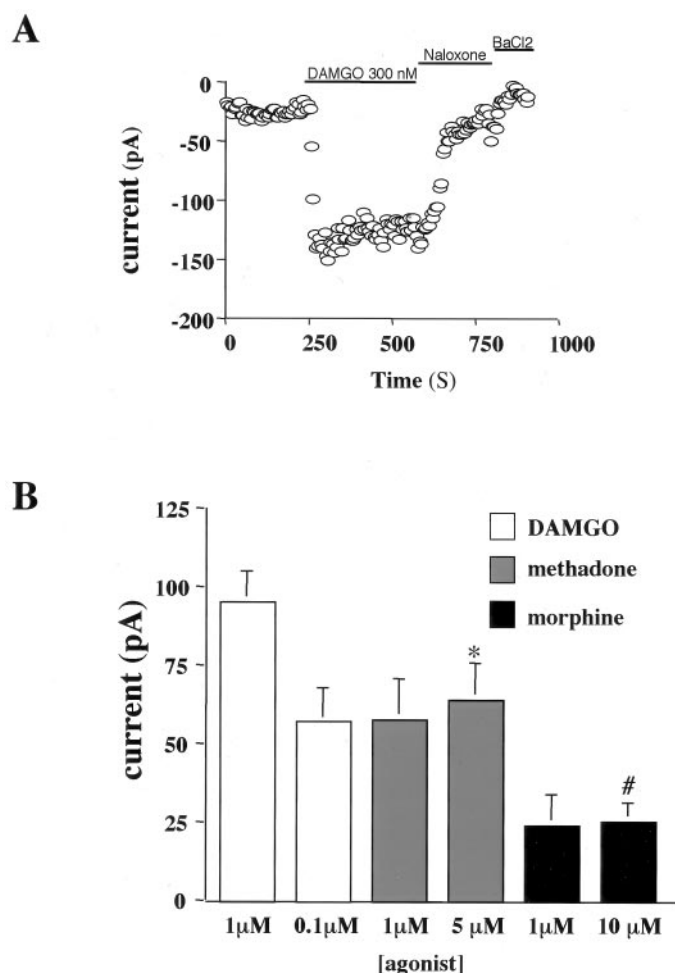 A
BaCl2
Naloxone
DAMGO 300 nM
0
-50
-100
-150
-200
current (pA)
0 250 500 750 1000
Time (S)
B
125
100
75
50
25
0
current (pA)
DAMGO
methadone
morphine
*
#
1μM 0.1μM 1μM 5 μM 1μM 10 μM
[agonist]